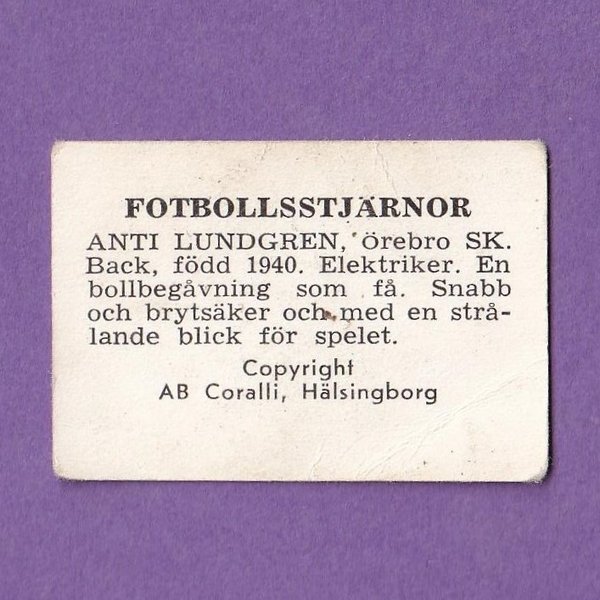 FOTBOLLSSTJÄRNOR
ANTI LUNDGREN, Örebro SK.
Back, född 1940. Elektriker. En
bollbegåvning som få. Snabb
och brytsäker och med en strå-
lande blick för spelet.
Copyright
AB Coralli, Hälsingborg